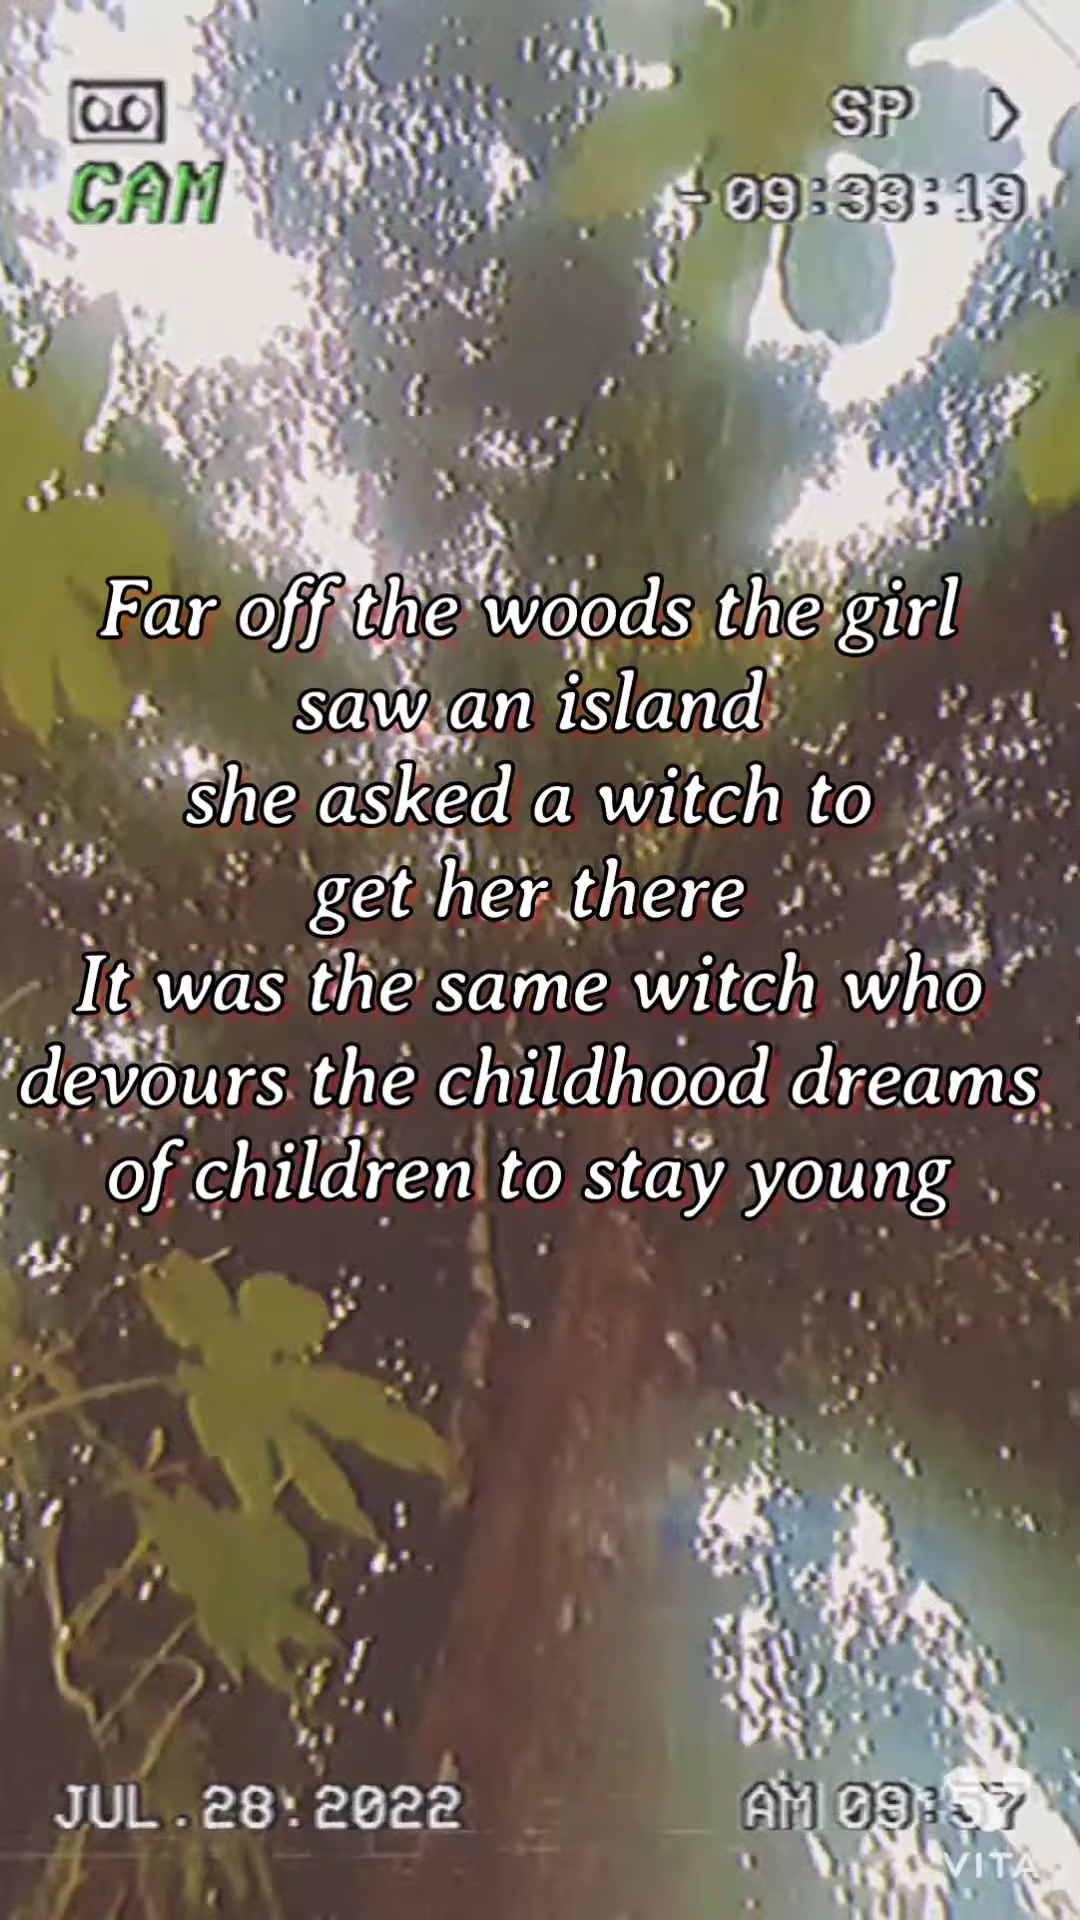 SP
CAM
-09:33:19
Far off the woods the girl
saw an island
she asked a witch to
get her there
It was the same witch who
devours the childhood dreams
of children to stay young
JUL.28:2022
AM 09:57
VITA